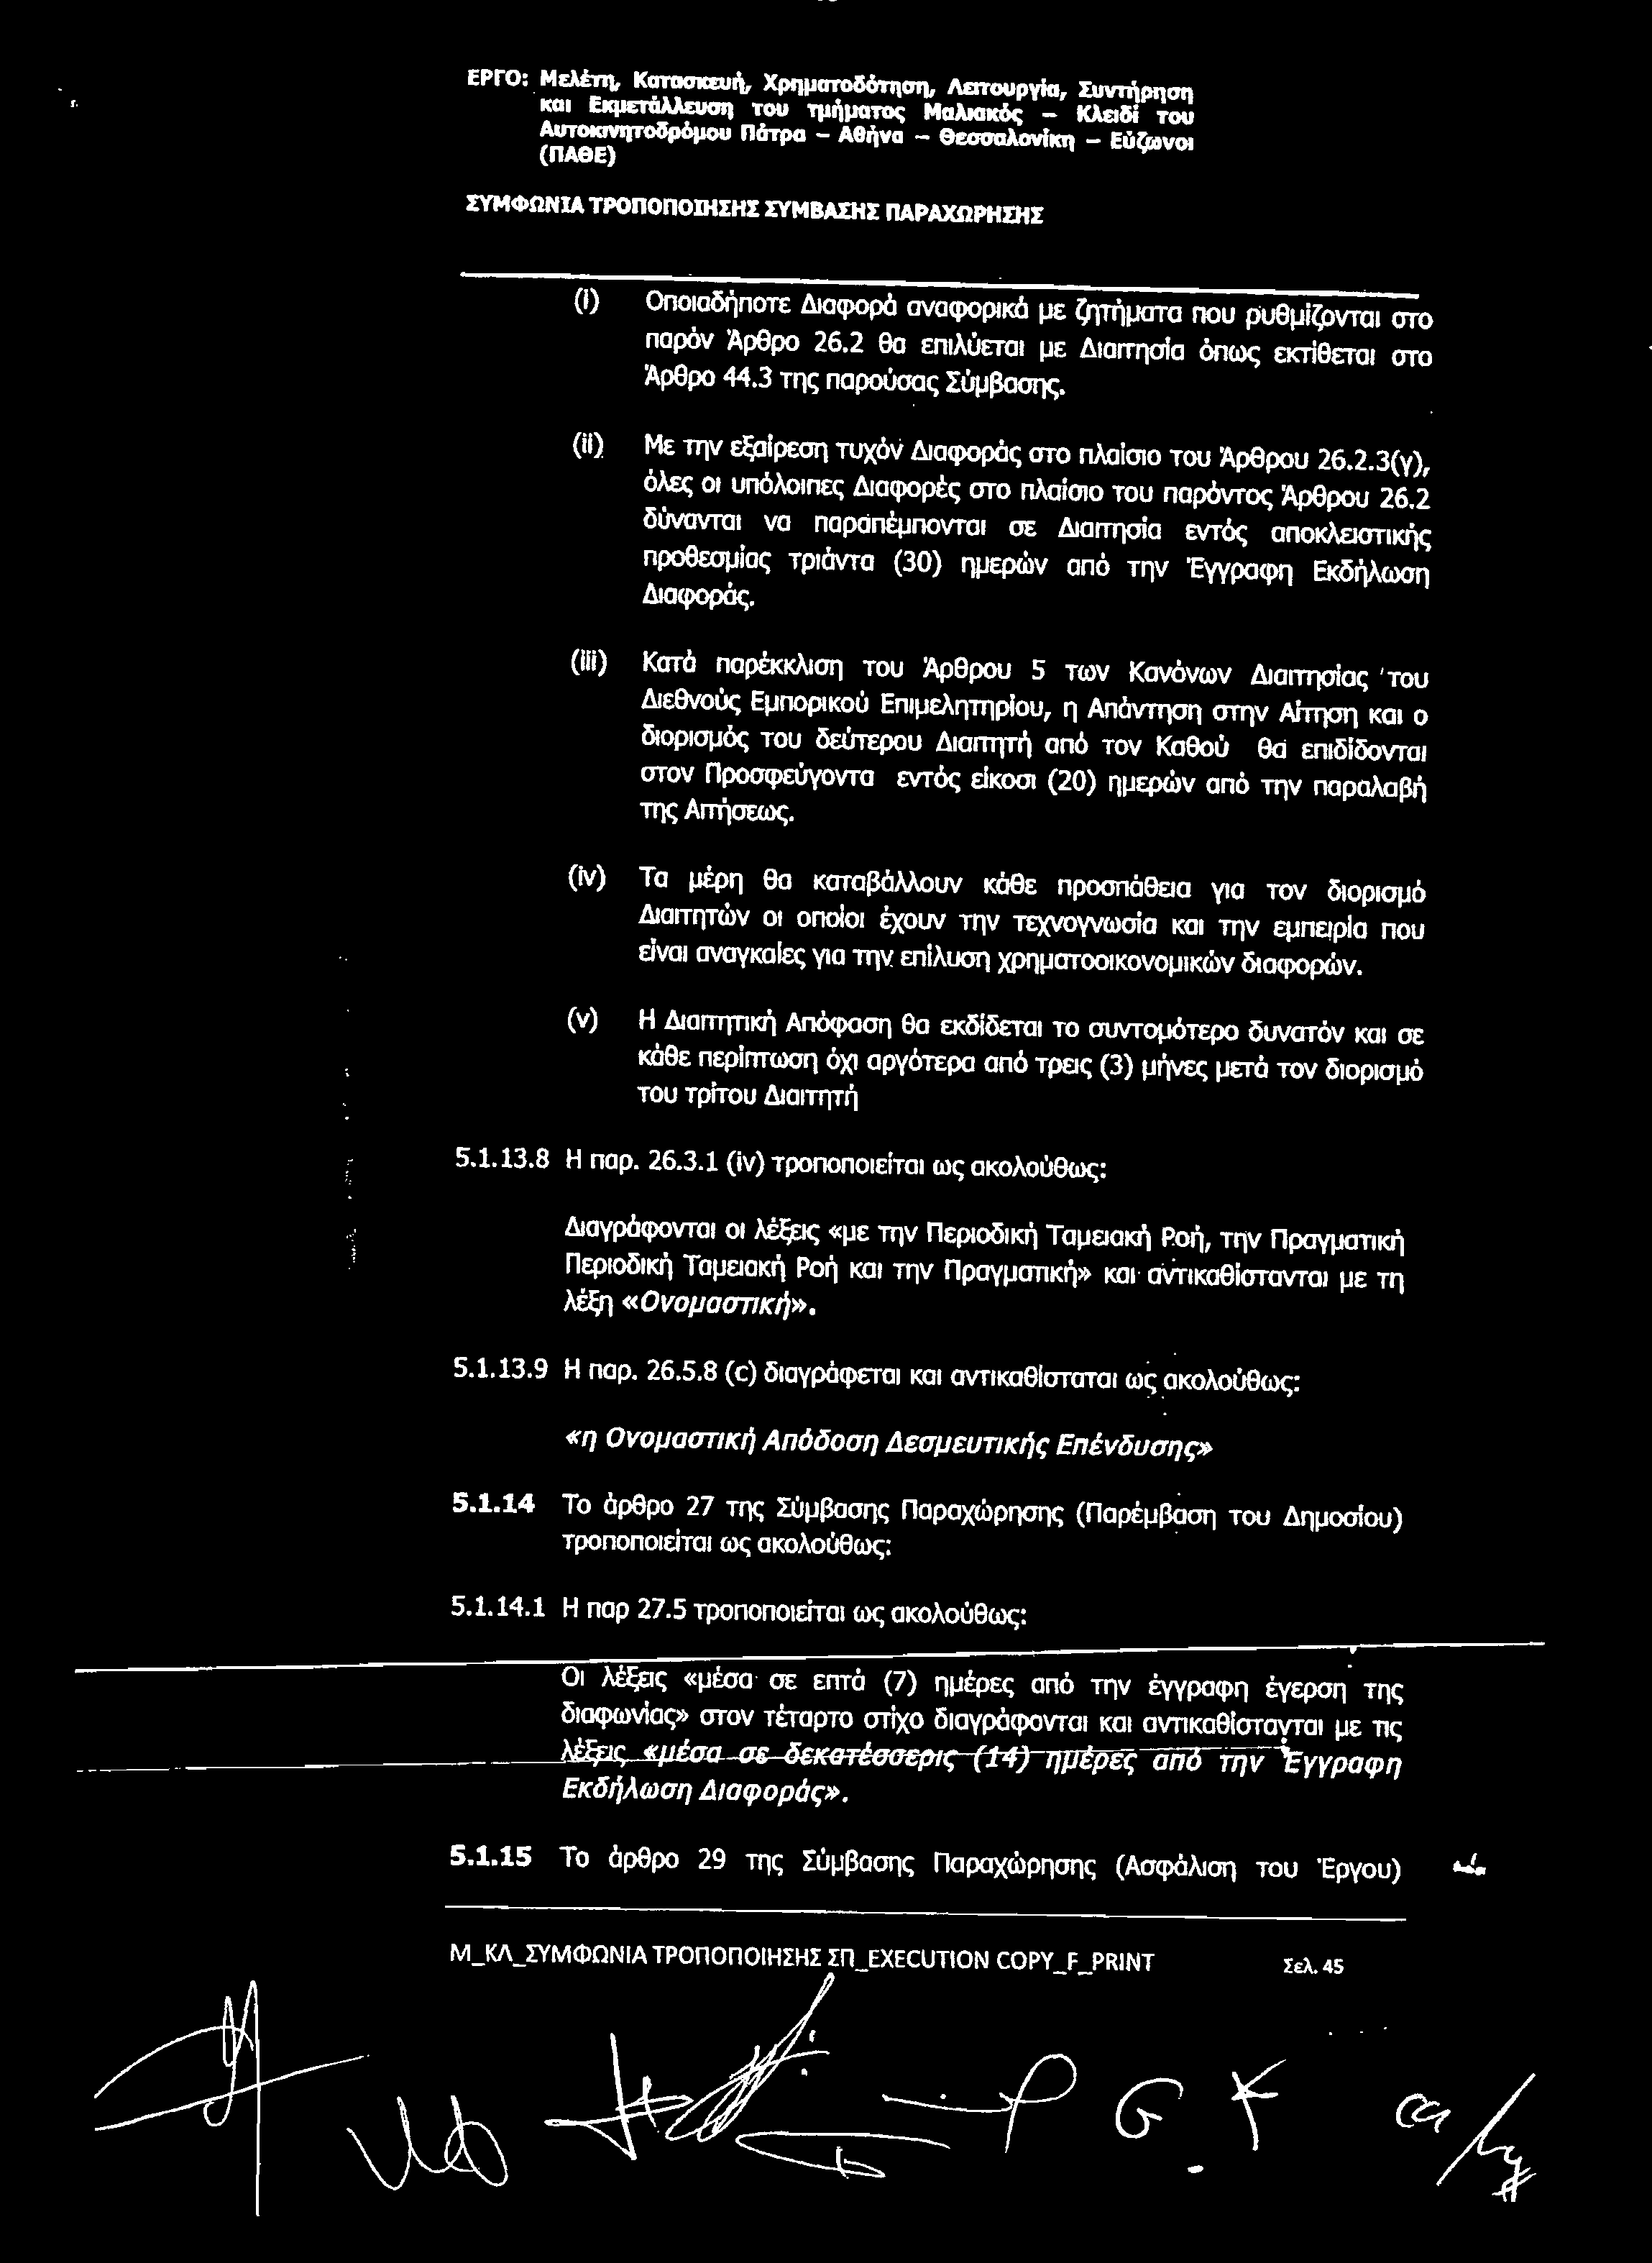 ΕΡΓΟ: Μελέτη, Κατασκευή, Χρηματοδότηση, Λειτουργία, Συντήρηση
και Εκμετάλλευση του τμήματος Μαλιακός – Κλειδί του
Αυτοκινητοδρόμου Πάτρα – Αθήνα – Θεσσαλονίκη – Εύζωνοι
(ΠΑΘΕ)
ΣΥΜΦΩΝΙΑ ΤΡΟΠΟΠΟΙΗΣΗΣ ΣΥΜΒΑΣΗΣ ΠΑΡΑΧΩΡΗΣΗΣ
(i) Οποιαδήποτε Διαφορά αναφορικά με ζητήματα που ρυθμίζονται στο
παρόν Άρθρο 26.2 θα επιλύεται με Διαιτησία όπως εκτίθεται στο
Άρθρο 44.3 της παρούσας Σύμβασης.
(ii) Με την εξαίρεση τυχόν Διαφοράς στο πλαίσιο του Άρθρου 26.2.3(γ),
όλες οι υπόλοιπες Διαφορές στο πλαίσιο του παρόντος Άρθρου 26.2
δύνανται να παραπέμπονται σε Διαιτησία εντός αποκλειστικής
προθεσμίας τριάντα (30) ημερών από την Έγγραφη Εκδήλωση
Διαφοράς.
(iii) Κατά παρέκκλιση του Άρθρου 5 των Κανόνων Διαιτησίας του
Διεθνούς Εμπορικού Επιμελητηρίου, η Απάντηση στην Αίτηση και ο
διορισμός του δεύτερου Διαιτητή από τον Καθού θα επιδίδονται
στον Προσφεύγοντα εντός είκοσι (20) ημερών από την παραλαβή
της Αιτήσεως.
(iv) Τα μέρη θα καταβάλλουν κάθε προσπάθεια για τον διορισμό
Διαιτητών οι οποίοι έχουν την τεχνογνωσία και την εμπειρία που
είναι αναγκαίες για την επίλυση χρηματοοικονομικών διαφορών.
(v) Η Διαιτητική Απόφαση θα εκδίδεται το συντομότερο δυνατόν και σε
κάθε περίπτωση όχι αργότερα από τρεις (3) μήνες μετά τον διορισμό
του τρίτου Διαιτητή
5.1.13.8 Η παρ. 26.3.1 (iv) τροποποιείται ως ακολούθως:
Διαγράφονται οι λέξεις «με την Περιοδική Ταμειακή Ροή, την Πραγματική
Περιοδική Ταμειακή Ροή και την Πραγματική» και αντικαθίστανται με τη
λέξη «Ονομαστική».
5.1.13.9 Η παρ. 26.5.8 (c) διαγράφεται και αντικαθίσταται ως ακολούθως:
«η Ονομαστική Απόδοση Δεσμευτικής Επένδυσης»
5.1.14 Το άρθρο 27 της Σύμβασης Παραχώρησης (Παρέμβαση του Δημοσίου)
τροποποιείται ως ακολούθως:
5.1.14.1 Η παρ 27.5 τροποποιείται ως ακολούθως:
Οι λέξεις «μέσα σε επτά (7) ημέρες από την έγγραφη έγερση της
διαφωνίας» στον τέταρτο στίχο διαγράφονται και αντικαθίστανται με τις
λέξεις «μέσα σε δεκατέσσερις (14) ημέρες από την Έγγραφη
Εκδήλωση Διαφοράς».
5.1.15 Το άρθρο 29 της Σύμβασης Παραχώρησης (Ασφάλιση του Έργου)
Μ_ΚΛ_ΣΥΜΦΩΝΙΑ ΤΡΟΠΟΠΟΙΗΣΗΣ ΣΠ_EXECUTION COPY_F_PRINT Σελ. 45